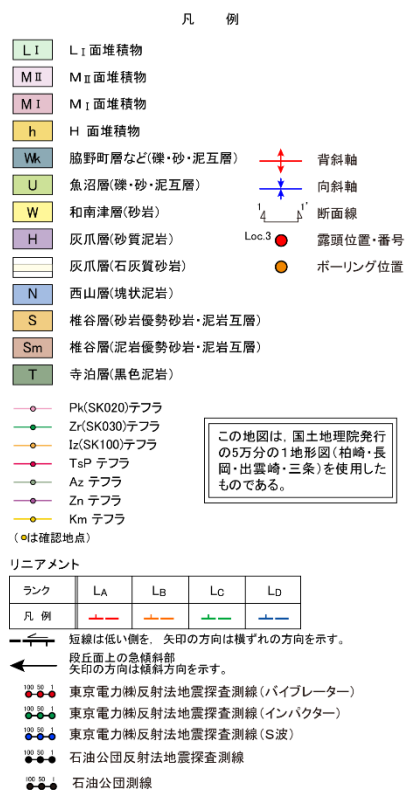 凡 例
LⅠ LⅠ面堆積物
MⅡ MⅡ面堆積物
MⅠ MⅠ面堆積物
h H 面堆積物
Wk 脇野町層など(礫・砂・泥互層)
U 魚沼層(礫・砂・泥互層)
W 和南津層(砂岩)
H 灰爪層(砂質泥岩)
灰爪層(石灰質砂岩)
N 西山層(塊状泥岩)
S 椎谷層(砂岩優勢砂岩・泥岩互層)
Sm 椎谷層(泥岩優勢砂岩・泥岩互層)
T 寺泊層(黒色泥岩)
背斜軸
向斜軸
1 1' 断面線
Loc.3 露頭位置・番号
ボーリング位置
Pk(SK020)テフラ
Zr(SK030)テフラ
Iz(SK100)テフラ
TsP テフラ
Az テフラ
Zn テフラ
Km テフラ
(●は確認地点)
この地図は，国土地理院発行
の5万分の1地形図(柏崎・長
岡・出雲崎・三条)を使用した
ものである。
リニアメント
ランク LA LB LC LD
凡 例
短線は低い側を，矢印の方向は横ずれの方向を示す。
段丘面上の急傾斜部
矢印の方向は傾斜方向を示す。
100 50 1 東京電力㈱反射法地震探査測線(バイブレーター)
100 50 1 東京電力㈱反射法地震探査測線(インパクター)
100 50 1 東京電力㈱反射法地震探査測線(S波)
100 50 1 石油公団反射法地震探査測線
100 50 1 石油公団測線